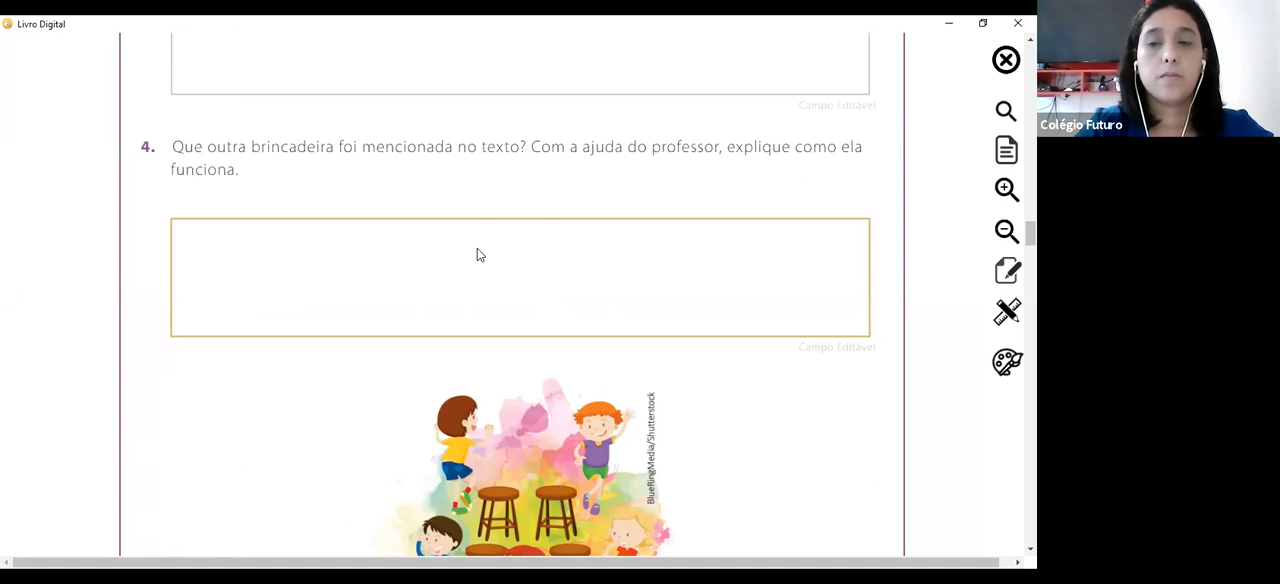 Livro Digital
Campo Editável
4. Que outra brincadeira foi mencionada no texto? Com a ajuda do professor, explique como ela
funciona.
Campo Editável
BlueRingMedia/Shutterstock
Colégio Futuro